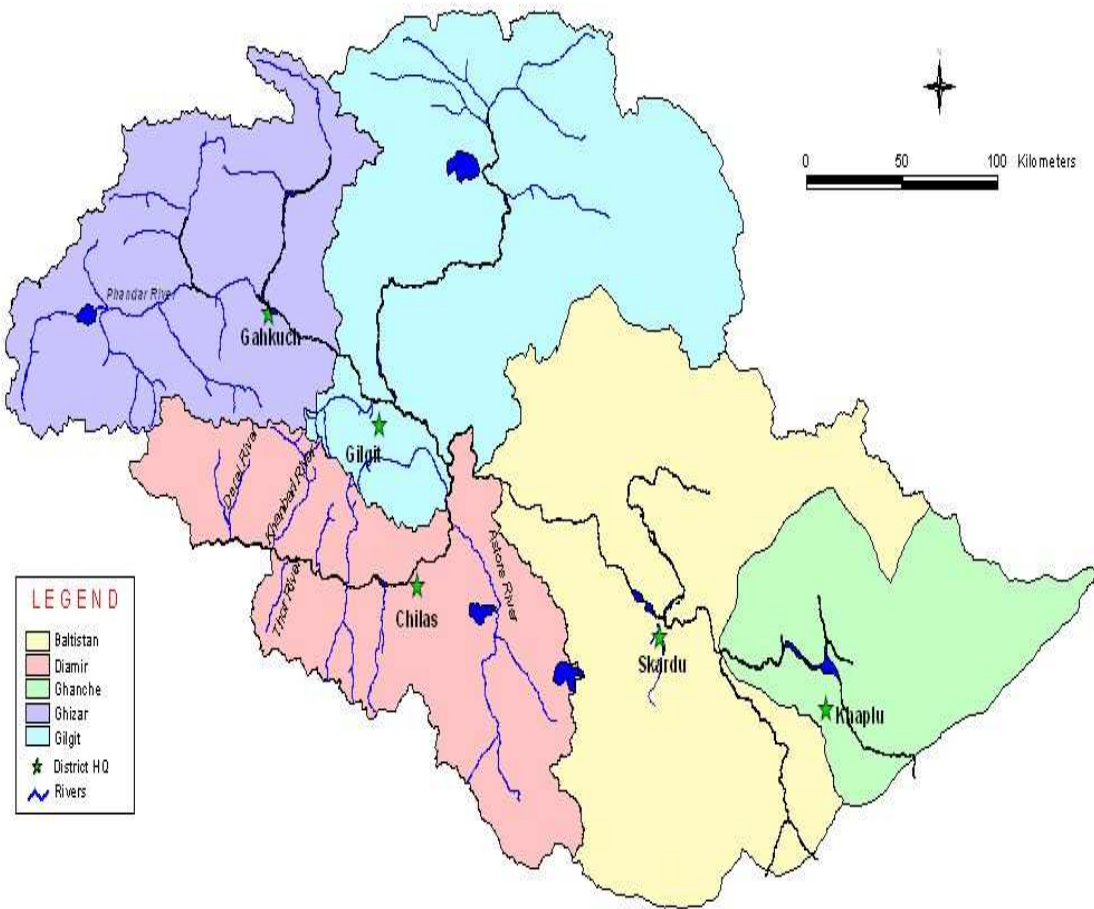 N
0 50 100 Kilometers
Phandar River
Gahkuch
Gilgit
Darel River
Khanbari River
Astore River
Thor River
Chilas
Skardu
Khaplu
LEGEND
Baltistan
Diamir
Ghanche
Ghizar
Gilgit
District HQ
Rivers